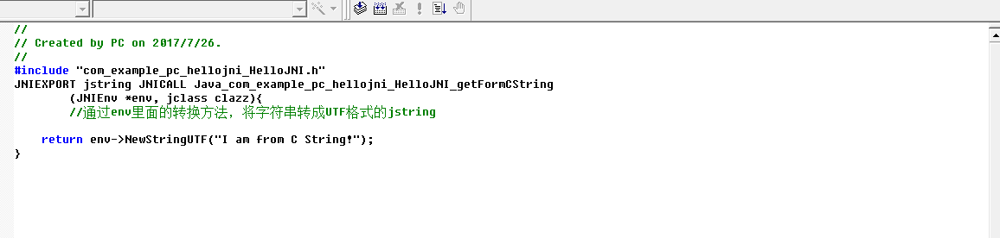 //
// Created by PC on 2017/7/26.
//
#include "com_example_pc_hellojni_HelloJNI.h"
JNIEXPORT jstring JNICALL Java_com_example_pc_hellojni_HelloJNI_getFormCString
(JNIEnv *env, jclass clazz){
//通过env里面的转换方法，将字符串转成UTF格式的jstring
return env->NewStringUTF("I am from C String!");
}